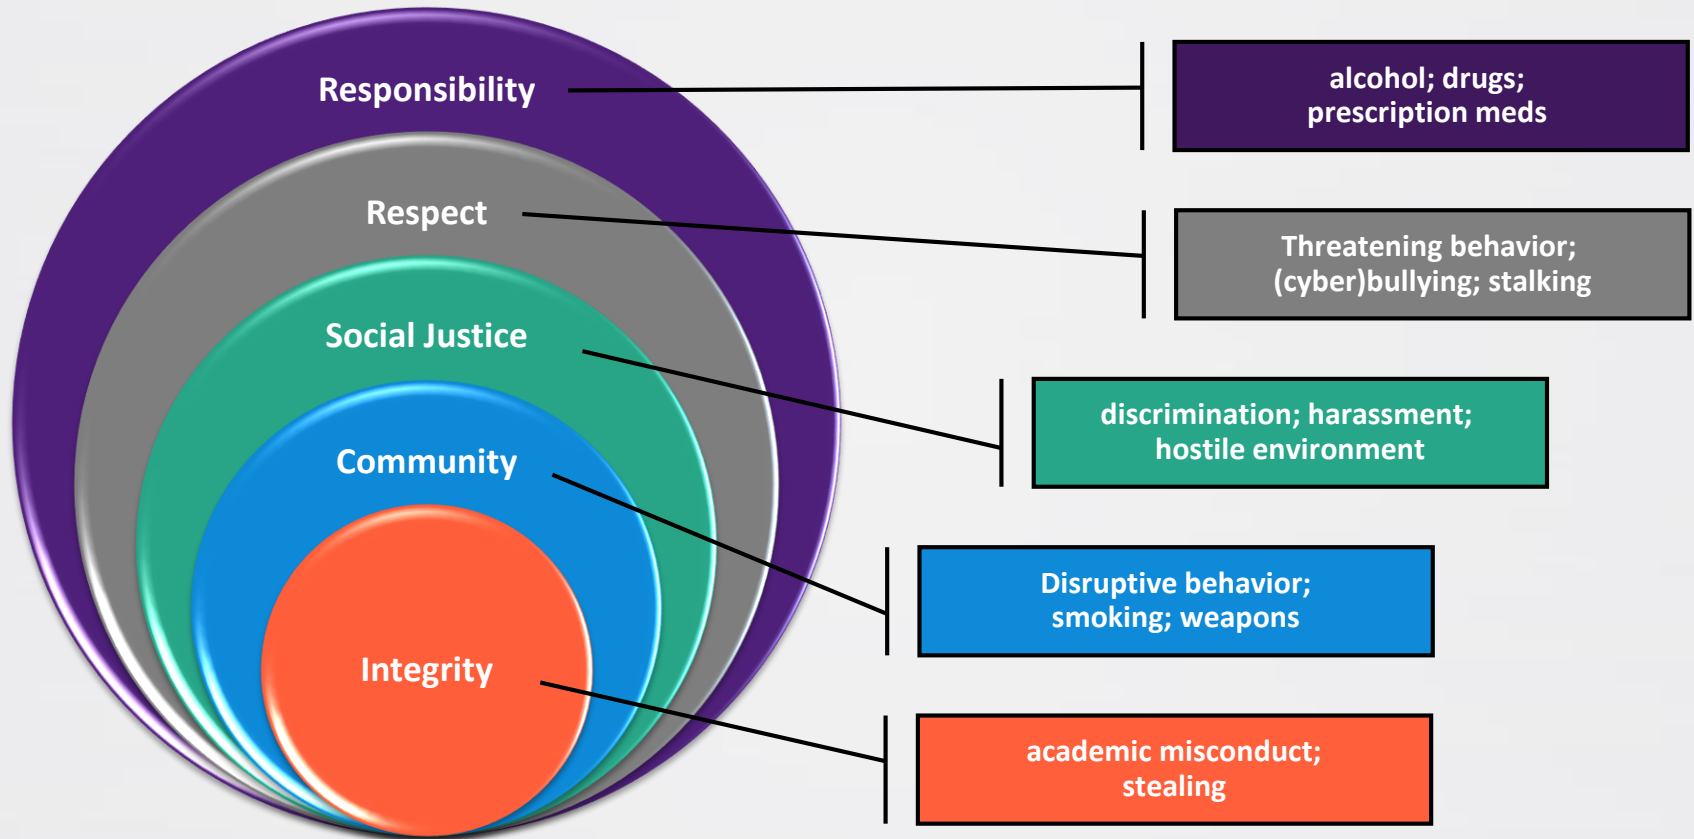 Responsibility
alcohol; drugs;
prescription meds
Respect
Threatening behavior;
(cyber)bullying; stalking
Social Justice
discrimination; harassment;
hostile environment
Community
Disruptive behavior;
smoking; weapons
Integrity
academic misconduct;
stealing